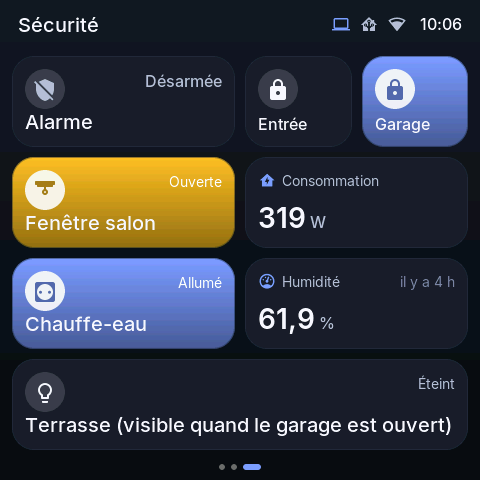 Sécurité 10:06
Désarmée
Alarme
Entrée
Garage
Ouverte
Fenêtre salon
Consommation
319 W
Allumé
Chauffe-eau
Humidité il y a 4 h
61,9 %
Éteint
Terrasse (visible quand le garage est ouvert)